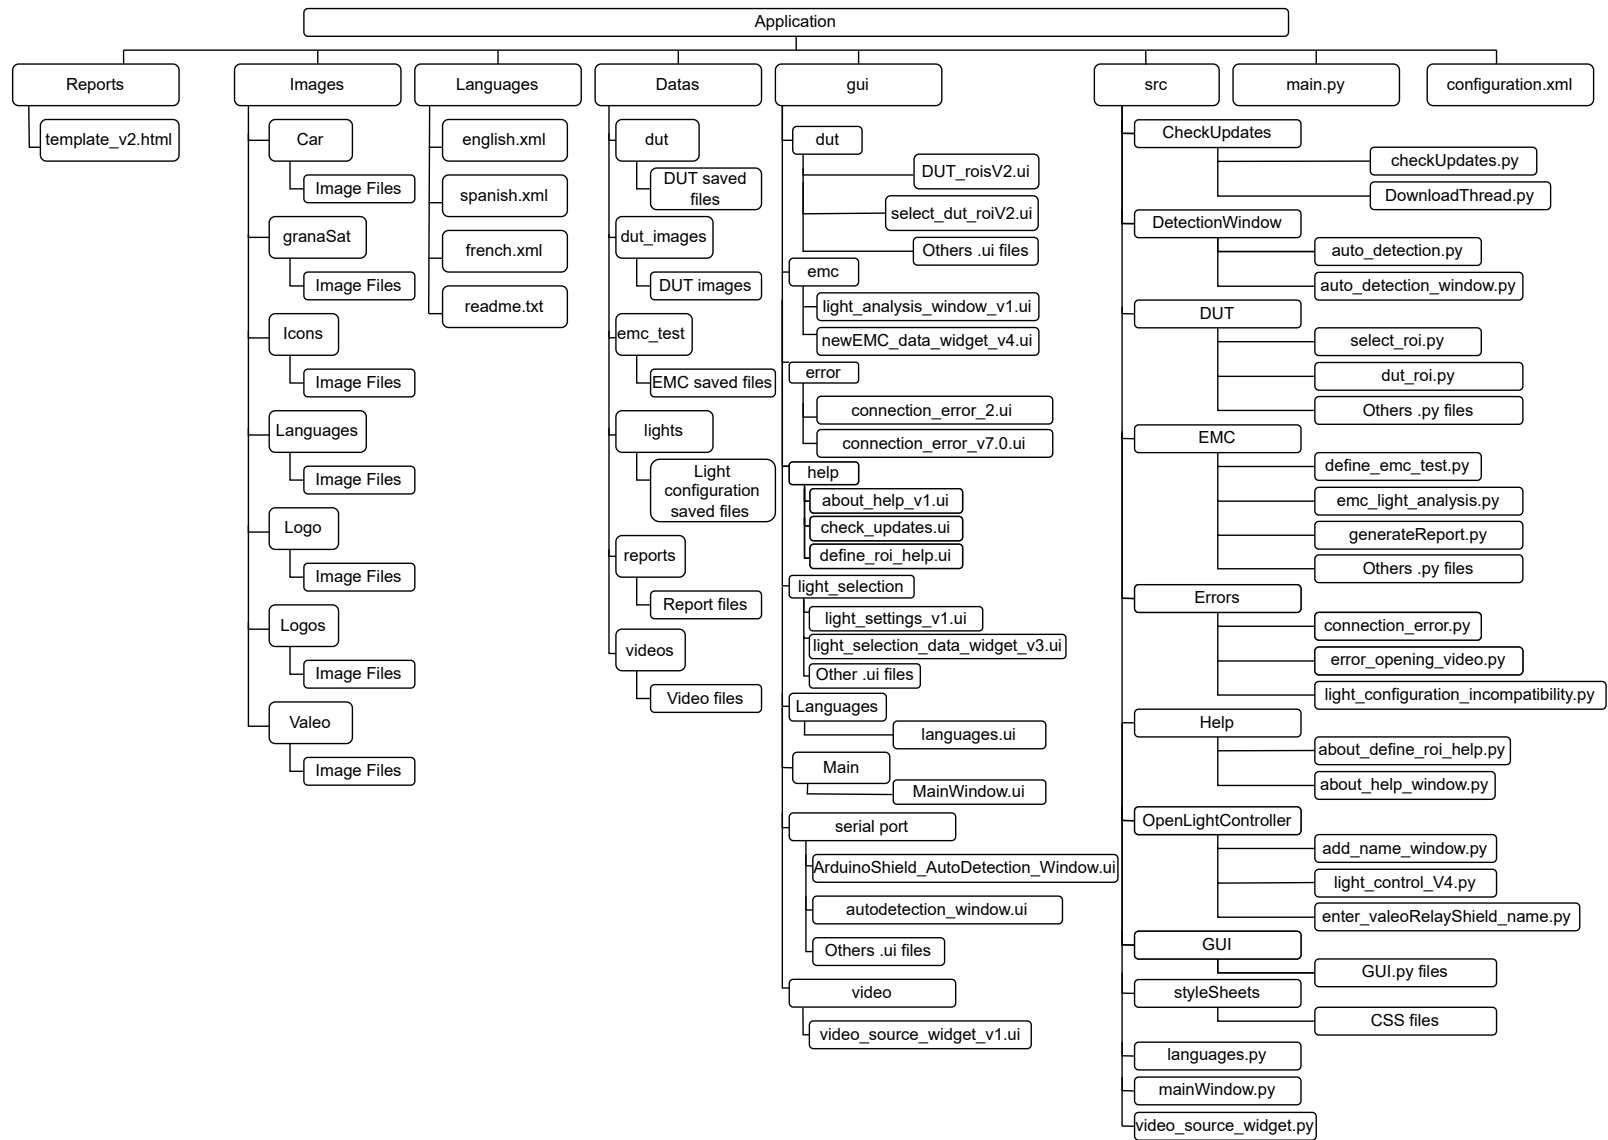 Application
Reports
template_v2.html
Images
Car
Image Files
granaSat
Image Files
Icons
Image Files
Languages
Image Files
Logo
Image Files
Logos
Image Files
Valeo
Image Files
Languages
english.xml
spanish.xml
french.xml
readme.txt
Datas
dut
DUT saved
files
dut_images
DUT images
emc_test
EMC saved files
lights
Light
configuration
saved files
reports
Report files
videos
Video files
gui
dut
DUT_roisV2.ui
select_dut_roiV2.ui
Others .ui files
emc
light_analysis_window_v1.ui
newEMC_data_widget_v4.ui
error
connection_error_2.ui
connection_error_v7.0.ui
help
about_help_v1.ui
check_updates.ui
define_roi_help.ui
light_selection
light_settings_v1.ui
light_selection_data_widget_v3.ui
Other .ui files
Languages
languages.ui
Main
MainWindow.ui
serial port
ArduinoShield_AutoDetection_Window.ui
autodetection_window.ui
Others .ui files
video
video_source_widget_v1.ui
src
CheckUpdates
checkUpdates.py
DownloadThread.py
DetectionWindow
auto_detection.py
auto_detection_window.py
DUT
select_roi.py
dut_roi.py
Others .py files
EMC
define_emc_test.py
emc_light_analysis.py
generateReport.py
Others .py files
Errors
connection_error.py
error_opening_video.py
light_configuration_incompatibility.py
Help
about_define_roi_help.py
about_help_window.py
OpenLightController
add_name_window.py
light_control_V4.py
enter_valeoRelayShield_name.py
GUI
GUI.py files
styleSheets
CSS files
languages.py
mainWindow.py
video_source_widget.py
main.py
configuration.xml